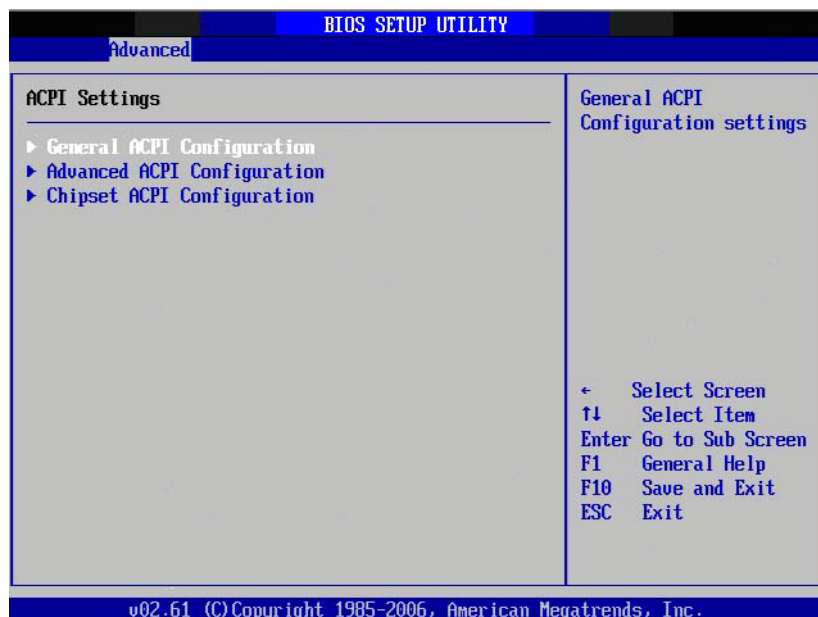 BIOS SETUP UTILITY
Advanced
ACPI Settings
General ACPI Configuration
Advanced ACPI Configuration
Chipset ACPI Configuration
General ACPI
Configuration settings
← Select Screen
↑↓ Select Item
Enter Go to Sub Screen
F1 General Help
F10 Save and Exit
ESC Exit
v02.61 (C)Copyright 1985-2006, American Megatrends, Inc.